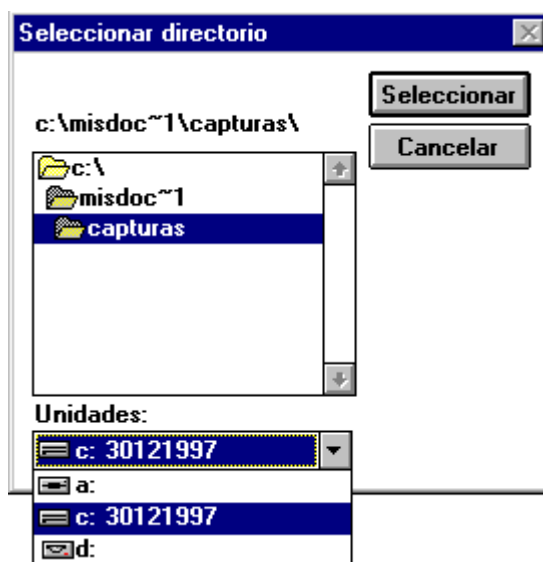 Seleccionar directorio
Seleccionar
c:\misdoc~1\capturas\
Cancelar
c:\
misdoc~1
capturas
Unidades:
c: 30121997
a:
c: 30121997
d: